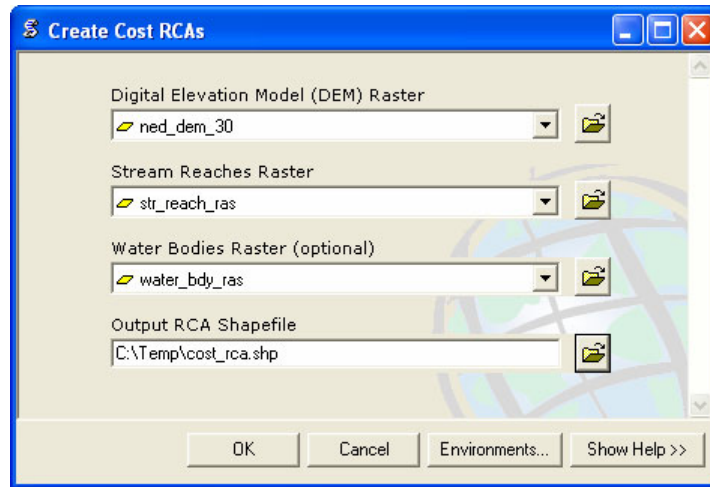 Create Cost RCAs
Digital Elevation Model (DEM) Raster
ned_dem_30
Stream Reaches Raster
str_reach_ras
Water Bodies Raster (optional)
water_bdy_ras
Output RCA Shapefile
C:\Temp\cost_rca.shp
OK
Cancel
Environments...
Show Help >>